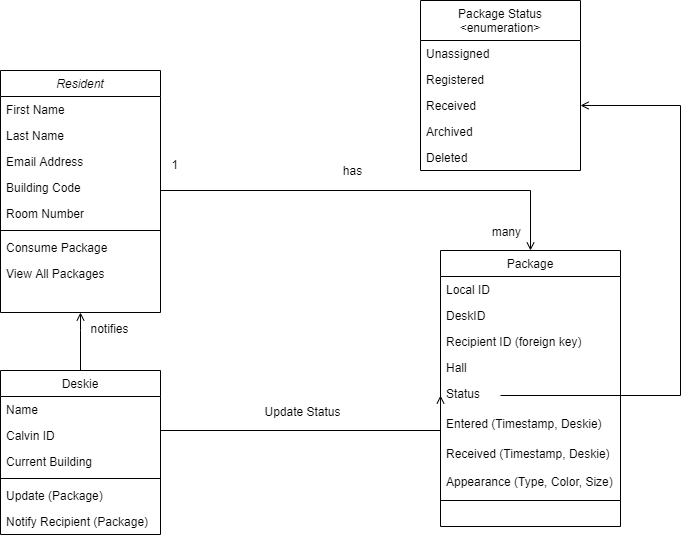 Package Status
<enumeration>
Unassigned
Registered
Received
Archived
Deleted
Resident
First Name
Last Name
Email Address
Building Code
Room Number
Consume Package
View All Packages
1
has
many
Package
Local ID
DeskID
Recipient ID (foreign key)
Hall
Status
Entered (Timestamp, Deskie)
Received (Timestamp, Deskie)
Appearance (Type, Color, Size)
notifies
Deskie
Name
Calvin ID
Current Building
Update (Package)
Notify Recipient (Package)
Update Status